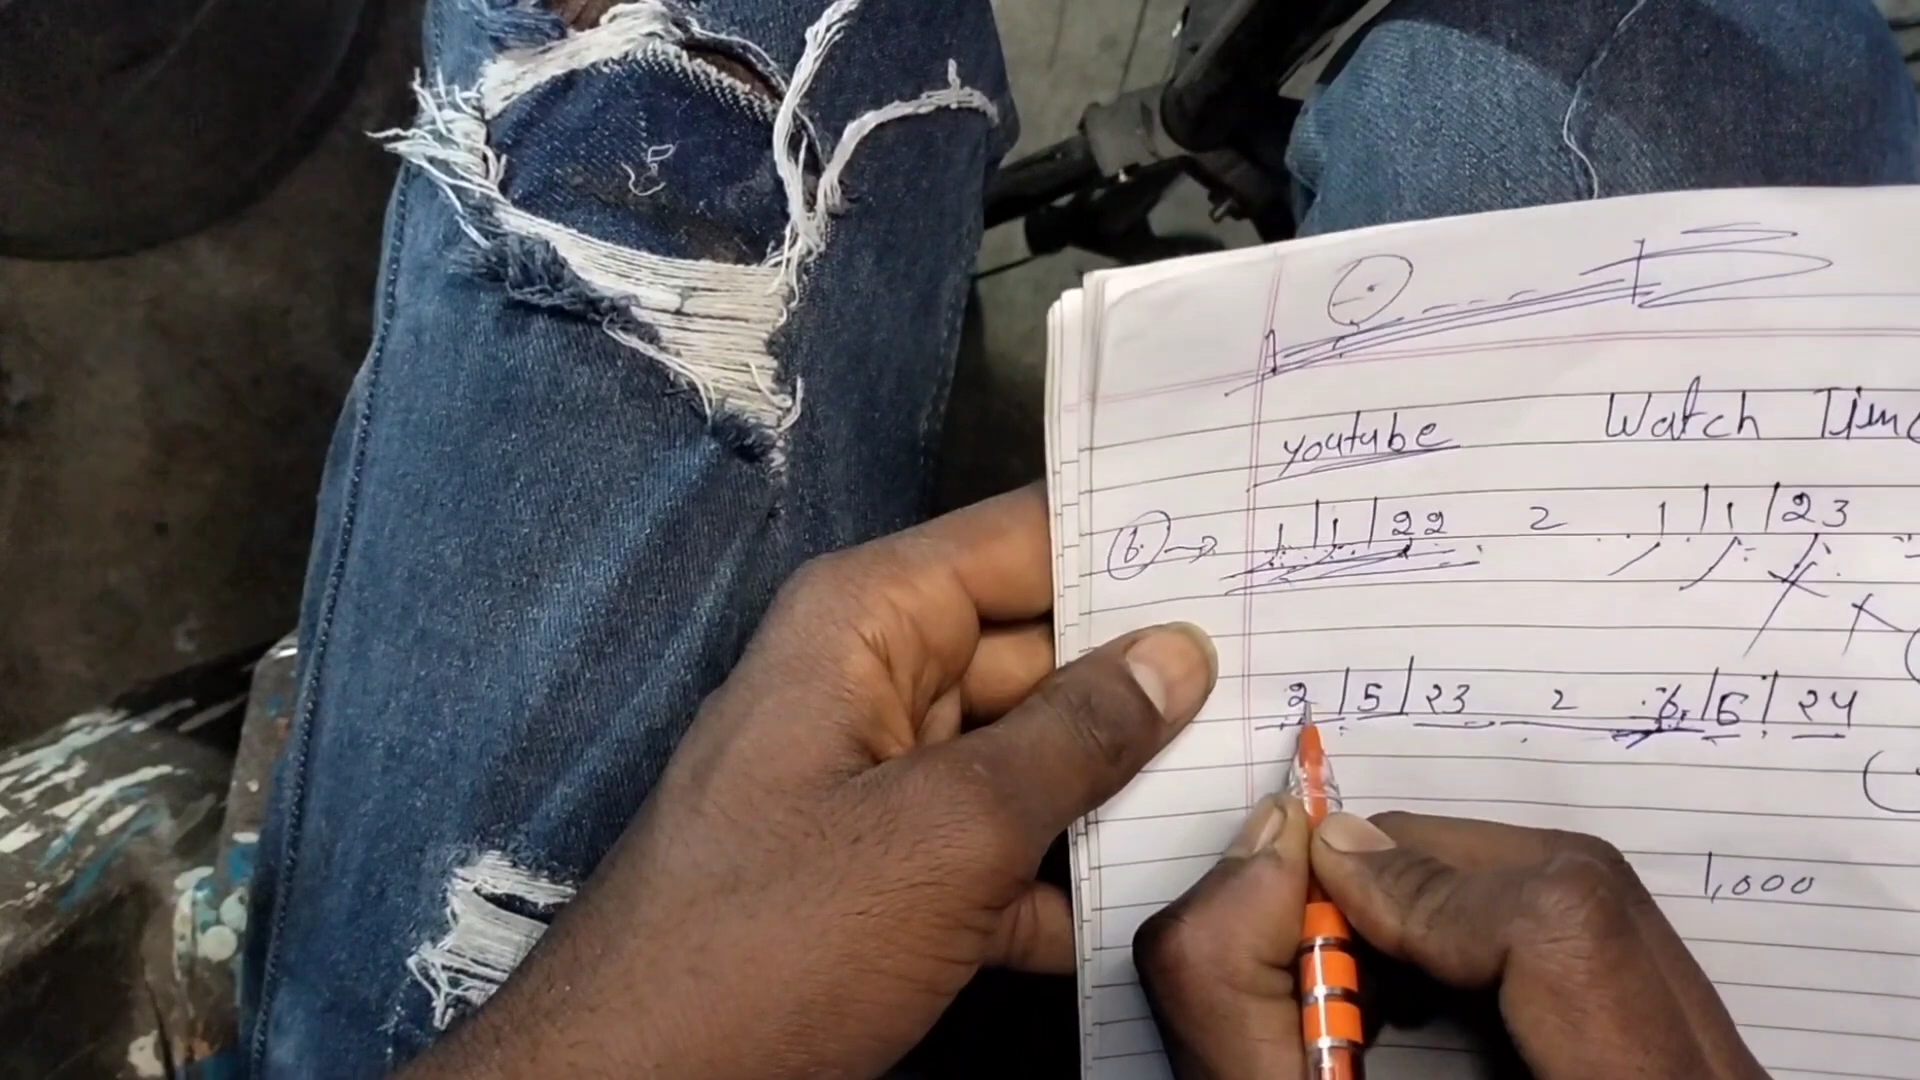 youtube Watch Time
6 → 1/1/22 2 1/1/23
2/5/23 2 /6/24
1,000